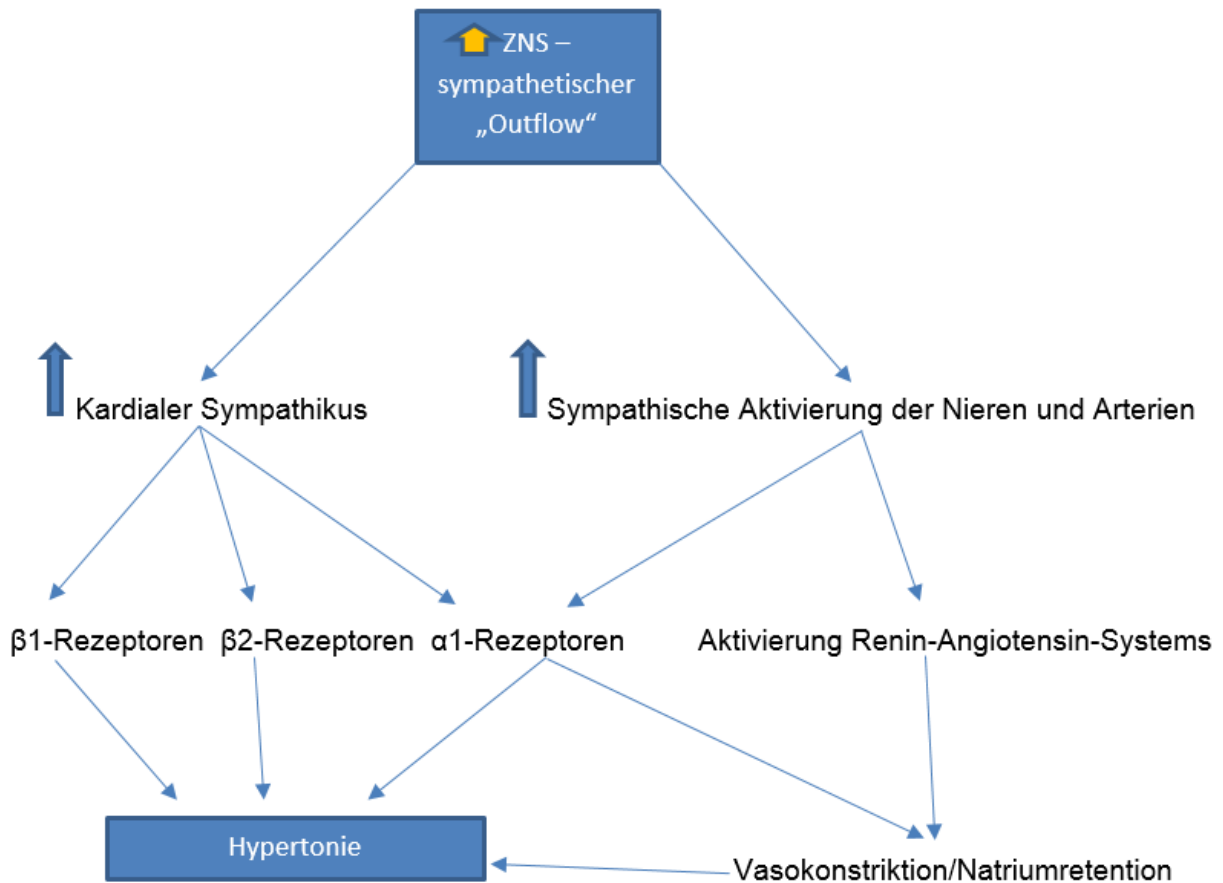 ZNS –
sympathetischer
„Outflow“
Kardialer Sympathikus
Sympathische Aktivierung der Nieren und Arterien
β1-Rezeptoren
β2-Rezeptoren
α1-Rezeptoren
Aktivierung Renin-Angiotensin-Systems
Hypertonie
Vasokonstriktion/Natriumretention